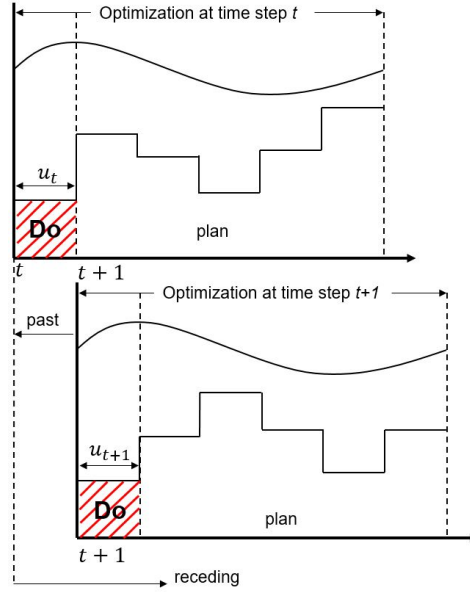 Optimization at time step t
u_t
Do
plan
t
t + 1
Optimization at time step t+1
past
u_{t+1}
Do
plan
t + 1
receding